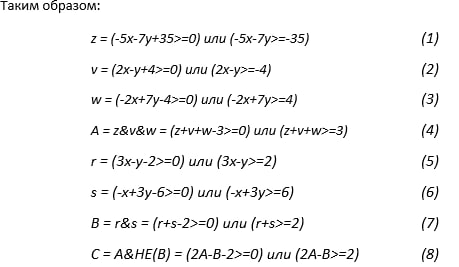 Таким образом:
z = (-5x-7y+35>=0) или (-5x-7y>=-35) (1)
v = (2x-y+4>=0) или (2x-y>=-4) (2)
w = (-2x+7y-4>=0) или (-2x+7y>=4) (3)
A = z&v&w = (z+v+w-3>=0) или (z+v+w>=3) (4)
r = (3x-y-2>=0) или (3x-y>=2) (5)
s = (-x+3y-6>=0) или (-x+3y>=6) (6)
B = r&s = (r+s-2>=0) или (r+s>=2) (7)
C = A&НЕ(B) = (2A-B-2>=0) или (2A-B>=2) (8)